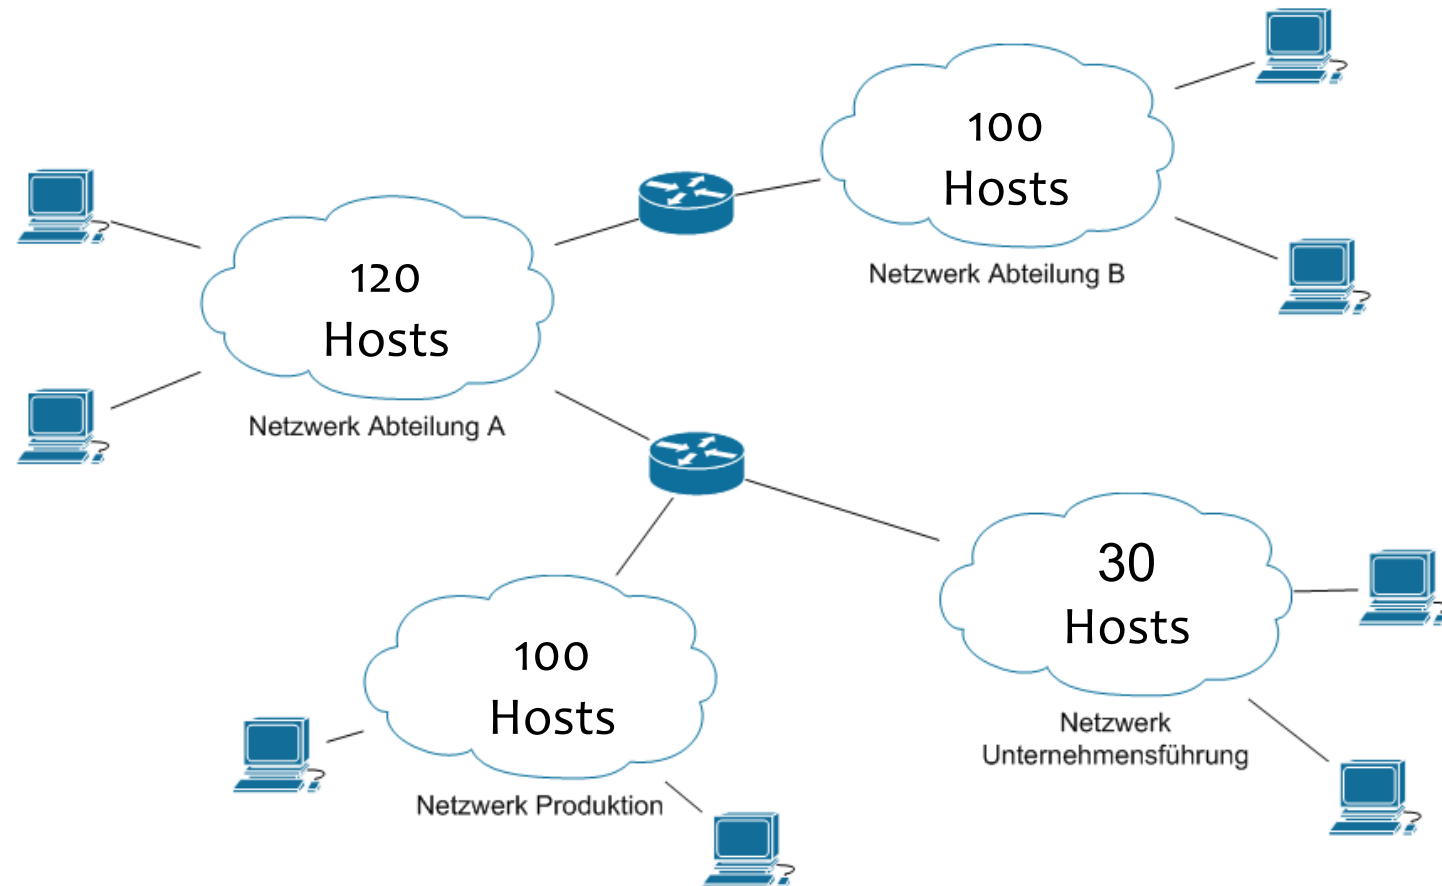 100
Hosts
Netzwerk Abteilung B
120
Hosts
Netzwerk Abteilung A
30
Hosts
Netzwerk
Unternehmensführung
100
Hosts
Netzwerk Produktion